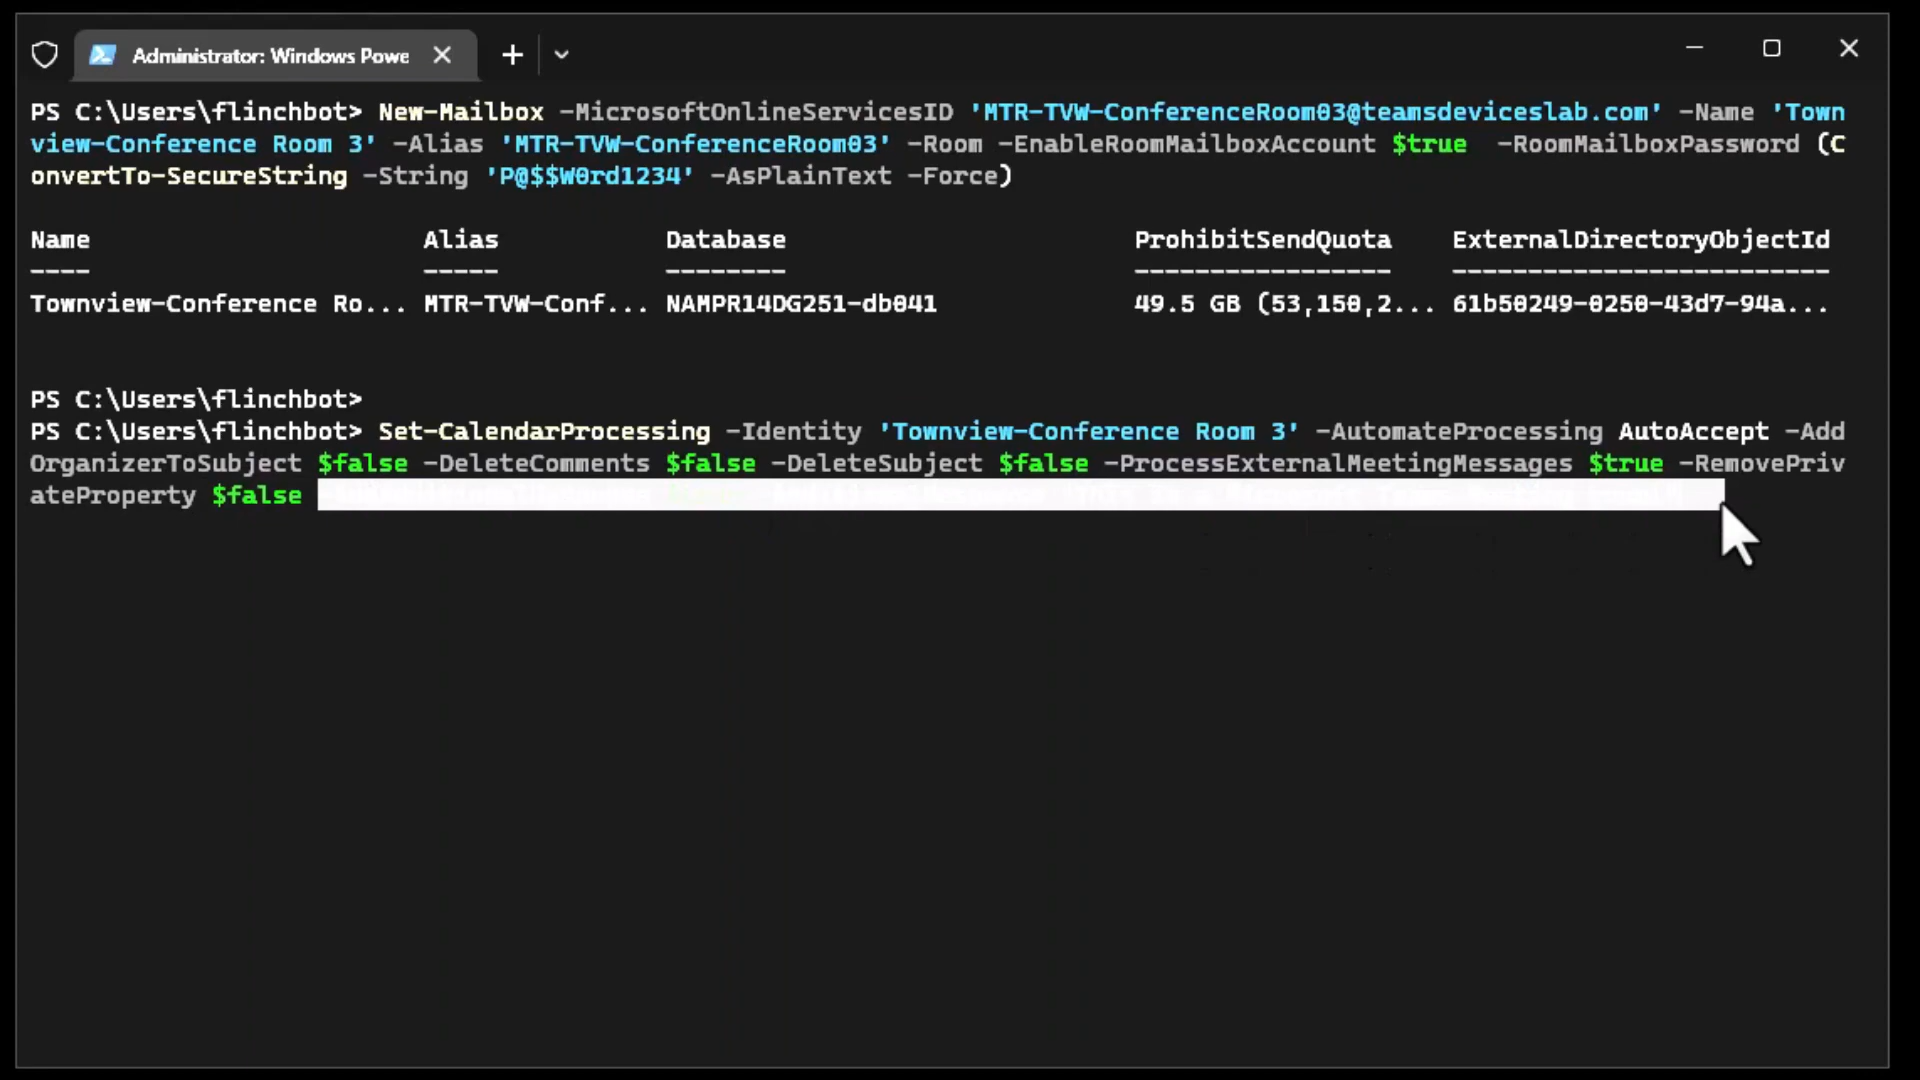 Administrator: Windows Powe
PS C:\Users\flinchbot> New-Mailbox -MicrosoftOnlineServicesID 'MTR-TVW-ConferenceRoom03@teamsdeviceslab.com' -Name 'Town
view-Conference Room 3' -Alias 'MTR-TVW-ConferenceRoom03' -Room -EnableRoomMailboxAccount $true  -RoomMailboxPassword (C
onvertTo-SecureString -String 'P@$$W0rd1234' -AsPlainText -Force)
Name Alias Database ProhibitSendQuota ExternalDirectoryObjectId
---- ----- -------- ----------------- -------------------------
Townview-Conference Ro... MTR-TVW-Conf... NAMPR14DG251-db041 49.5 GB (53,150,2... 61b50249-0250-43d7-94a...
PS C:\Users\flinchbot>
PS C:\Users\flinchbot> Set-CalendarProcessing -Identity 'Townview-Conference Room 3' -AutomateProcessing AutoAccept -Add
OrganizerToSubject $false -DeleteComments $false -DeleteSubject $false -ProcessExternalMeetingMessages $true -RemovePriv
ateProperty $false